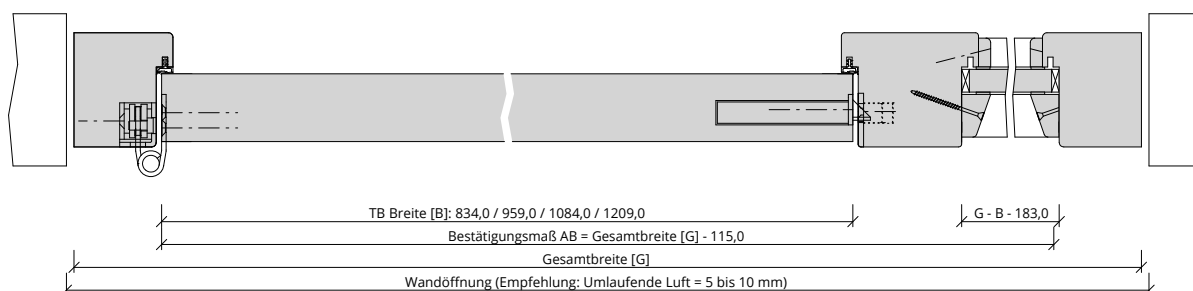 TB Breite [B]: 834,0 / 959,0 / 1084,0 / 1209,0
G - B - 183,0
Bestätigungsmaß AB = Gesamtbreite [G] - 115,0
Gesamtbreite [G]
Wandöffnung (Empfehlung: Umlaufende Luft = 5 bis 10 mm)